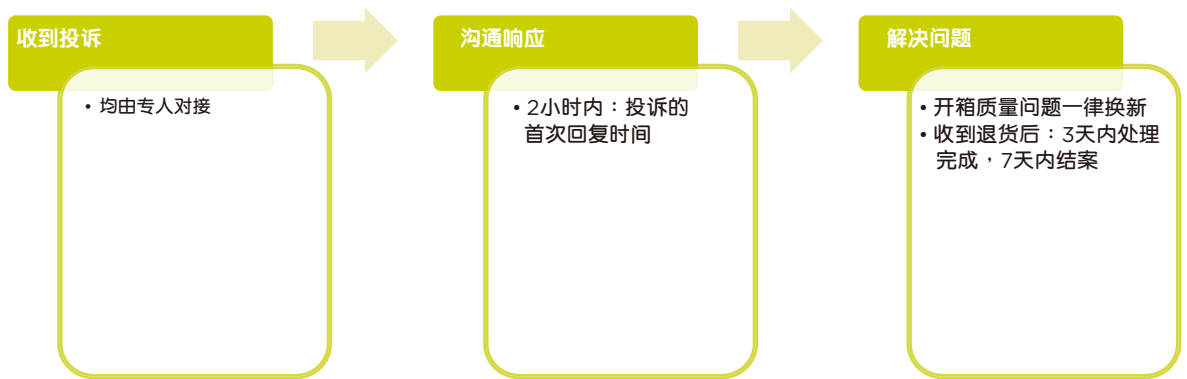 收到投诉
• 均由专人对接
沟通响应
• 2小时内：投诉的
首次回复时间
解决问题
• 开箱质量问题一律换新
• 收到退货后：3天内处理
完成，7天内结案